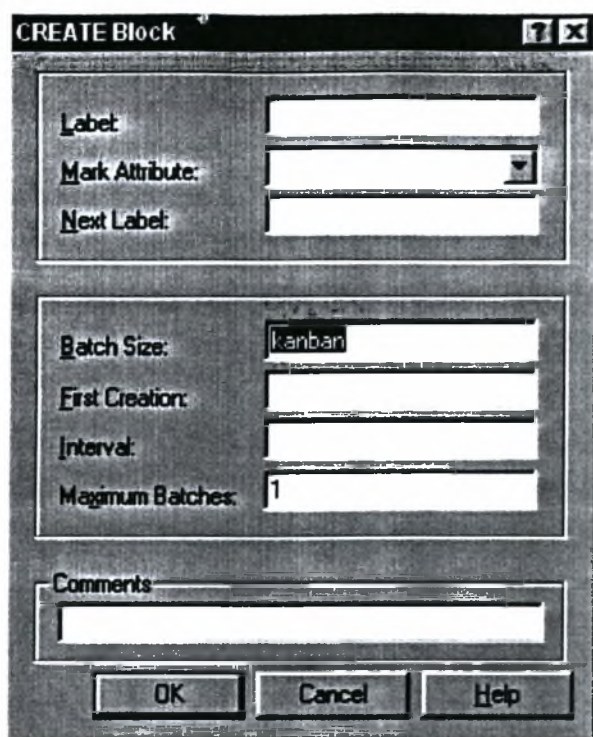 CREATE Block
Label:
Mark Attribute:
Next Label:
Batch Size: kanban
First Creation:
Interval:
Maximum Batches: 1
Comments
OK Cancel Help